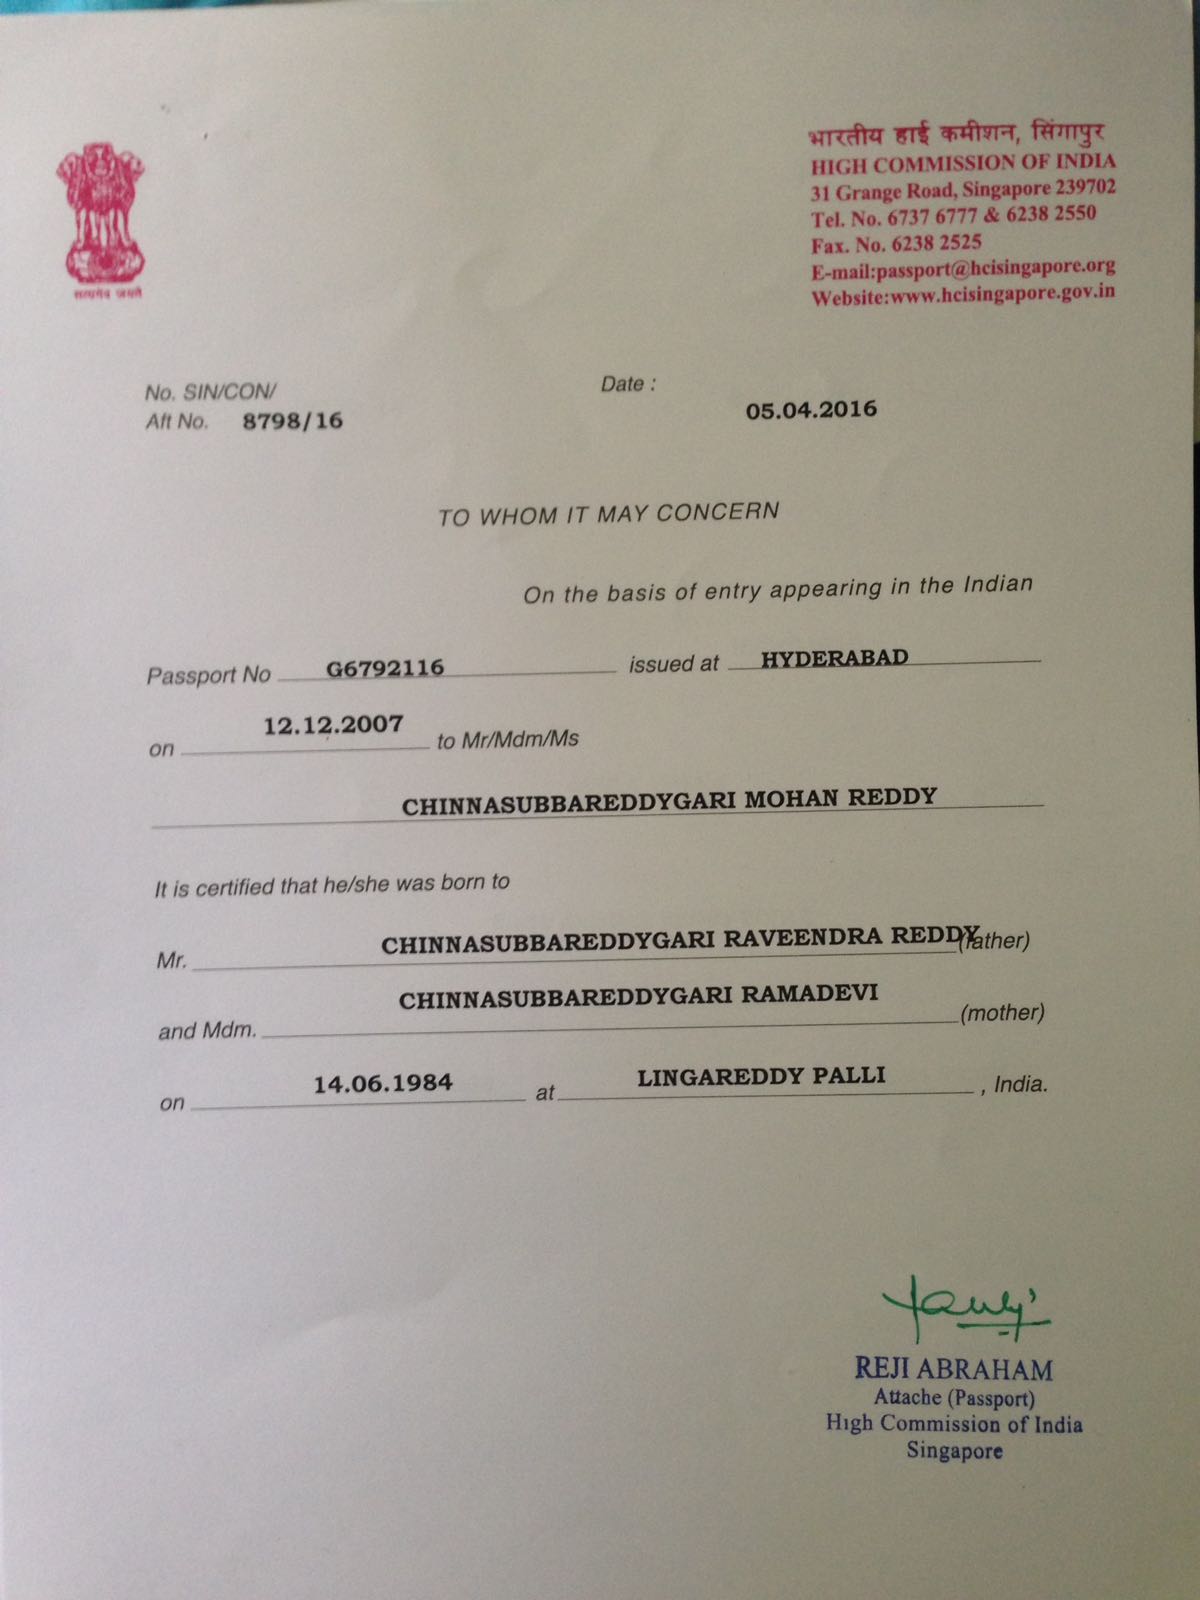 सत्यमेव जयते
भारतीय हाई कमीशन, सिंगापुर
HIGH COMMISSION OF INDIA
31 Grange Road, Singapore 239702
Tel. No. 6737 6777 & 6238 2550
Fax. No. 6238 2525
E-mail:passport@hcisingapore.org
Website:www.hcisingapore.gov.in
No. SIN/CON/
Date :
Aft No. 8798/16
05.04.2016
TO WHOM IT MAY CONCERN
On the basis of entry appearing in the Indian
Passport No G6792116 issued at HYDERABAD
on 12.12.2007 to Mr/Mdm/Ms
CHINNASUBBAREDDYGARI MOHAN REDDY
It is certified that he/she was born to
Mr. CHINNASUBBAREDDYGARI RAVEENDRA REDDY (father)
and Mdm. CHINNASUBBAREDDYGARI RAMADEVI (mother)
on 14.06.1984 at LINGAREDDY PALLI , India.
REJI ABRAHAM
Attache (Passport)
High Commission of India
Singapore